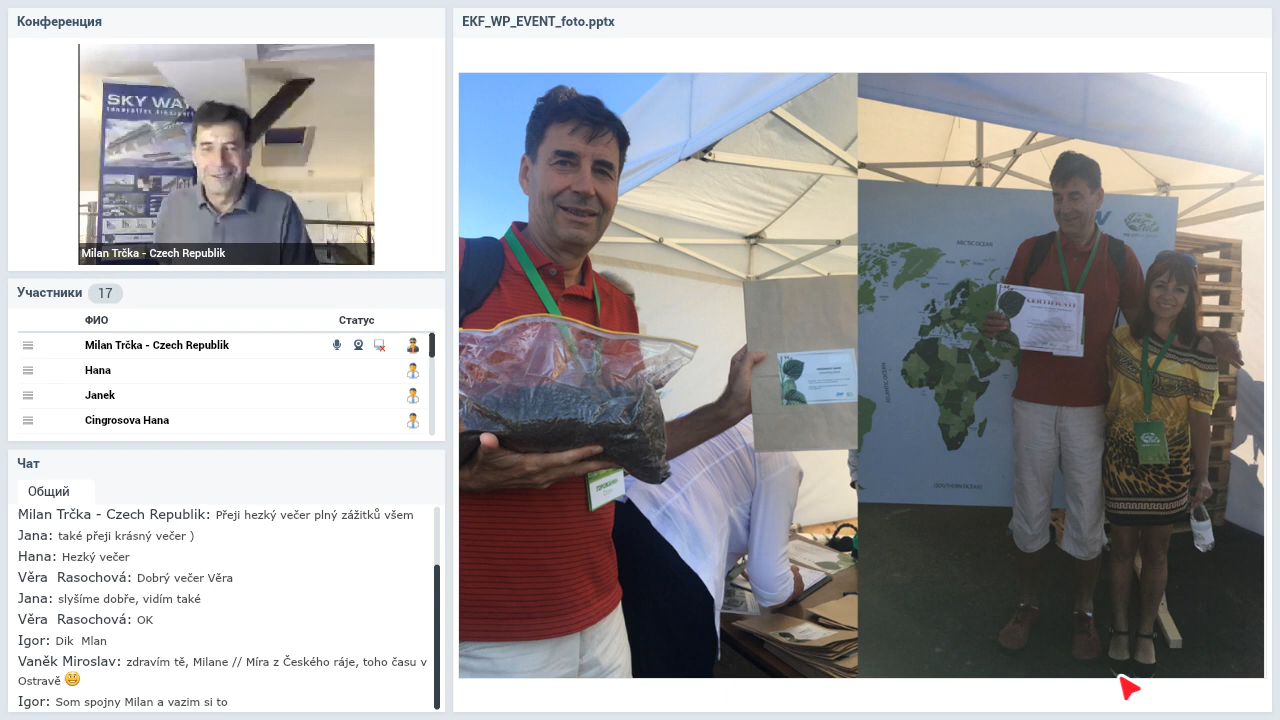 Конференция
SKY WAY
Milan Trčka - Czech Republik
Участники 17
ФИО Статус
Milan Trčka - Czech Republik
Hana
Janek
Cingrosova Hana
Чат
Общий
Milan Trčka - Czech Republik: Přeji hezký večer plný zážitků všem
Jana: také přeji krásný večer )
Hana: Hezký večer
Věra Rasochová: Dobrý večer Věra
Jana: slyšíme dobře, vidím také
Věra Rasochová: OK
Igor: Dik Mlan
Vaněk Miroslav: zdravím tě, Milane // Míra z Českého ráje, toho času v
Ostravě
Igor: Som spojny Milan a vazim si to
EKF_WP_EVENT_foto.pptx
ARCTIC OCEAN
CERTIFICATE
ATLANTIC OCEAN
SOUTHERN OCEAN